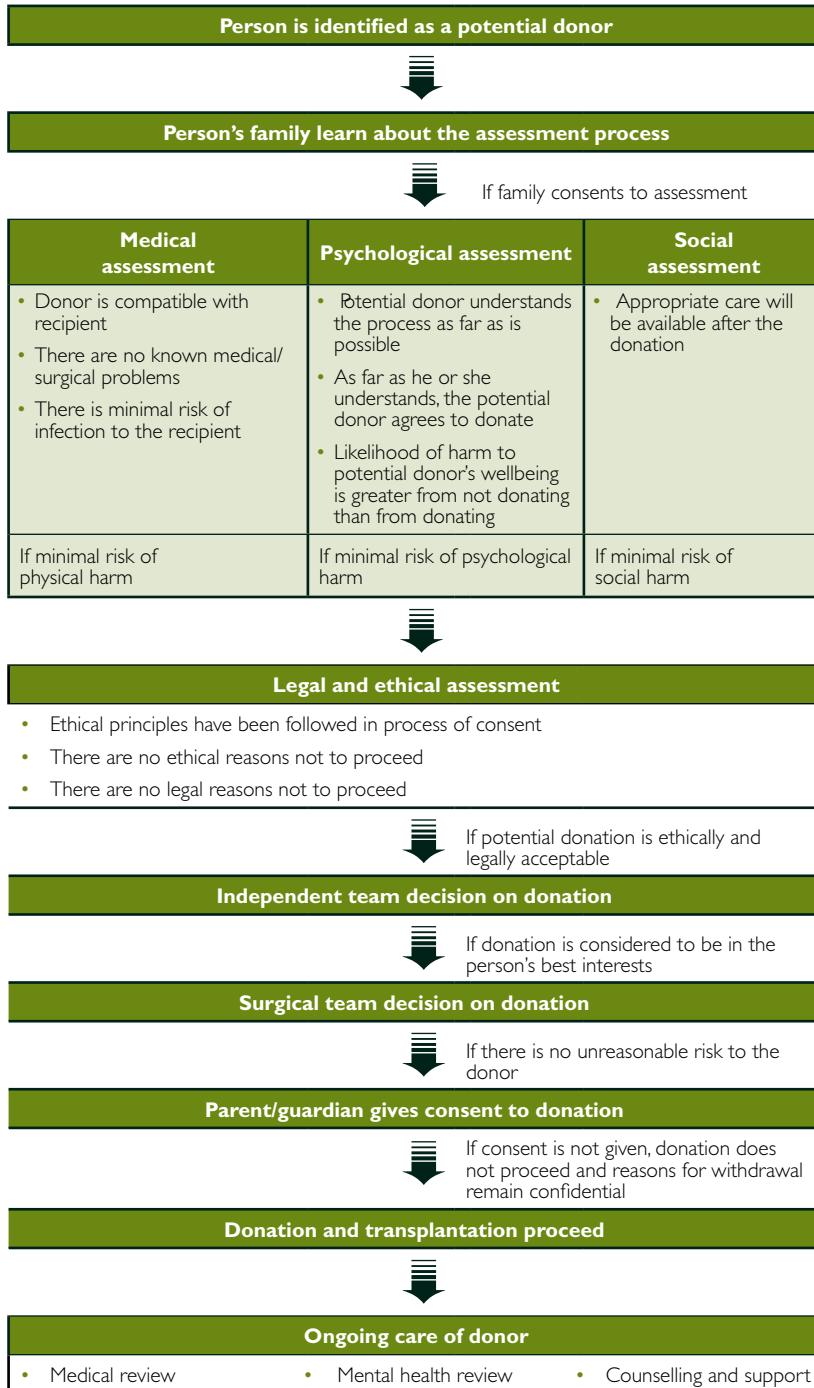 Person is identified as a potential donor
Person's family learn about the assessment process
If family consents to assessment
Medical
assessment
• Donor is compatible with
recipient
• There are no known medical/
surgical problems
• There is minimal risk of
infection to the recipient
If minimal risk of
physical harm
Psychological assessment
• Potential donor understands
the process as far as is
possible
• As far as he or she
understands, the potential
donor agrees to donate
• Likelihood of harm to
potential donor's wellbeing
is greater from not donating
than from donating
If minimal risk of psychological
harm
Social
assessment
• Appropriate care will
be available after the
donation
If minimal risk of
social harm
Legal and ethical assessment
• Ethical principles have been followed in process of consent
• There are no ethical reasons not to proceed
• There are no legal reasons not to proceed
If potential donation is ethically and
legally acceptable
Independent team decision on donation
If donation is considered to be in the
person's best interests
Surgical team decision on donation
If there is no unreasonable risk to the
donor
Parent/guardian gives consent to donation
If consent is not given, donation does
not proceed and reasons for withdrawal
remain confidential
Donation and transplantation proceed
Ongoing care of donor
• Medical review • Mental health review • Counselling and support